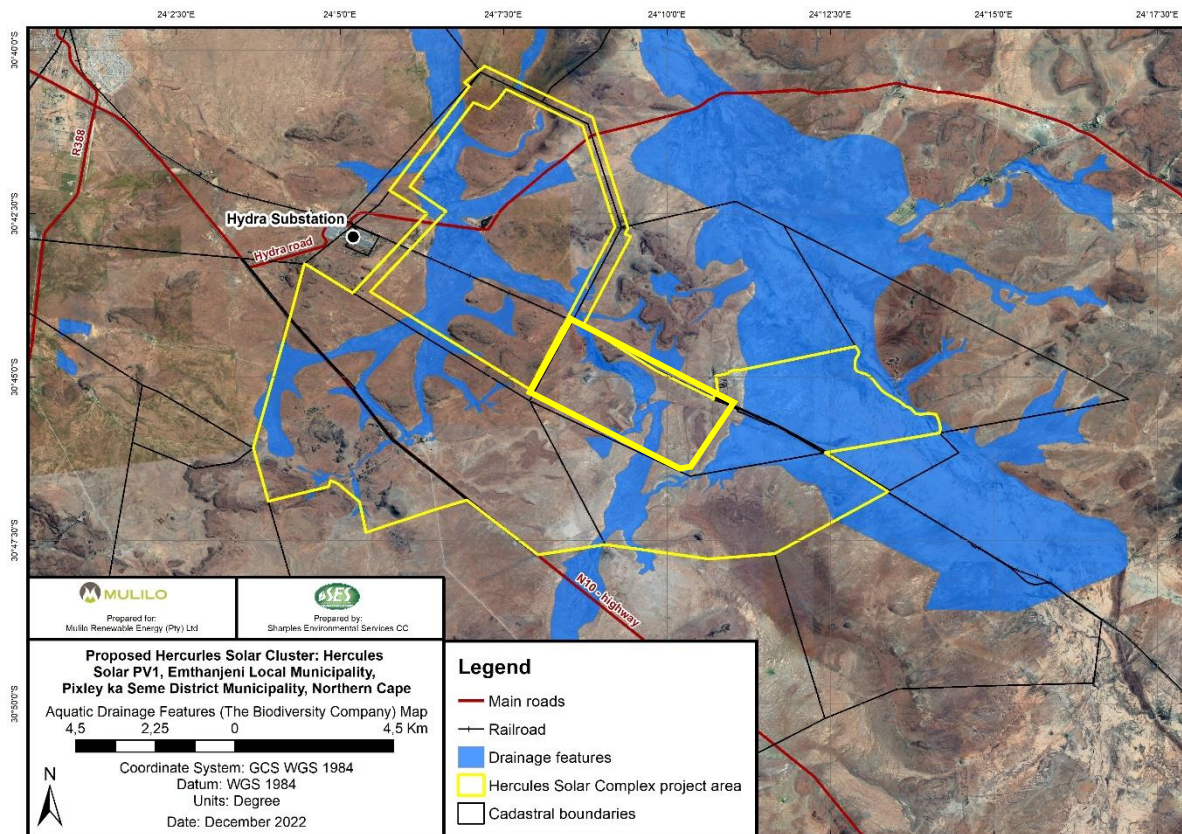 24°2'30"E 24°5'0"E 24°7'30"E 24°10'0"E 24°12'30"E 24°15'0"E 24°17'30"E
30°40'0"S
30°42'30"S
30°45'0"S
30°47'30"S
30°50'0"S
R388
Hydra Substation
Hydra road
N10 - highway
MULILO
Prepared for:
Mulilo Renewable Energy (Pty) Ltd
SES
Prepared by:
Sharples Environmental Services CC
Proposed Hercurles Solar Cluster: Hercules
Solar PV1, Emthanjeni Local Municipality,
Pixley ka Seme District Municipality, Northern Cape
Aquatic Drainage Features (The Biodiversity Company) Map
4,5 2,25 0 4,5 Km
N
Coordinate System: GCS WGS 1984
Datum: WGS 1984
Units: Degree
Date: December 2022
Legend
Main roads
Railroad
Drainage features
Hercules Solar Complex project area
Cadastral boundaries